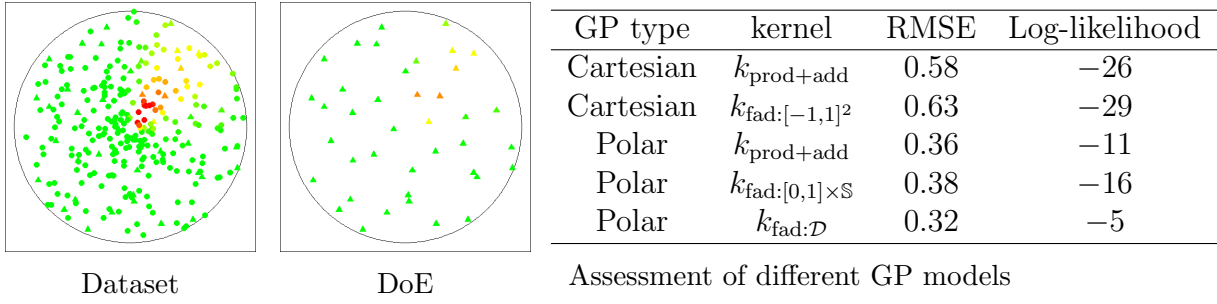 GP type kernel RMSE Log-likelihood
Cartesian k_prod+add 0.58 −26
Cartesian k_fad:[−1,1]² 0.63 −29
Polar k_prod+add 0.36 −11
Polar k_fad:[0,1]×𝕊 0.38 −16
Polar k_fad:𝒟 0.32 −5
Dataset DoE Assessment of different GP models